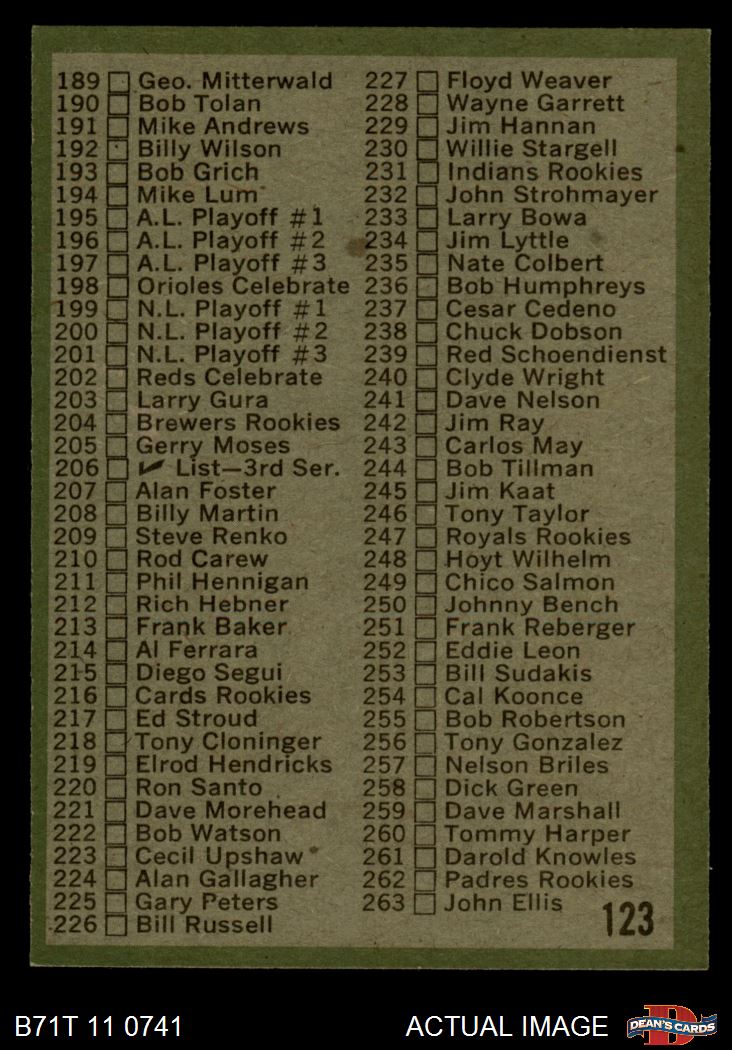 189 Geo. Mitterwald
190 Bob Tolan
191 Mike Andrews
192 Billy Wilson
193 Bob Grich
194 Mike Lum
195 A.L. Playoff #1
196 A.L. Playoff #2
197 A.L. Playoff #3
198 Orioles Celebrate
199 N.L. Playoff #1
200 N.L. Playoff #2
201 N.L. Playoff #3
202 Reds Celebrate
203 Larry Gura
204 Brewers Rookies
205 Gerry Moses
206 ✔ List—3rd Ser.
207 Alan Foster
208 Billy Martin
209 Steve Renko
210 Rod Carew
211 Phil Hennigan
212 Rich Hebner
213 Frank Baker
214 Al Ferrara
215 Diego Segui
216 Cards Rookies
217 Ed Stroud
218 Tony Cloninger
219 Elrod Hendricks
220 Ron Santo
221 Dave Morehead
222 Bob Watson
223 Cecil Upshaw
224 Alan Gallagher
225 Gary Peters
226 Bill Russell
227 Floyd Weaver
228 Wayne Garrett
229 Jim Hannan
230 Willie Stargell
231 Indians Rookies
232 John Strohmayer
233 Larry Bowa
234 Jim Lyttle
235 Nate Colbert
236 Bob Humphreys
237 Cesar Cedeno
238 Chuck Dobson
239 Red Schoendienst
240 Clyde Wright
241 Dave Nelson
242 Jim Ray
243 Carlos May
244 Bob Tillman
245 Jim Kaat
246 Tony Taylor
247 Royals Rookies
248 Hoyt Wilhelm
249 Chico Salmon
250 Johnny Bench
251 Frank Reberger
252 Eddie Leon
253 Bill Sudakis
254 Cal Koonce
255 Bob Robertson
256 Tony Gonzalez
257 Nelson Briles
258 Dick Green
259 Dave Marshall
260 Tommy Harper
261 Darold Knowles
262 Padres Rookies
263 John Ellis
123
B71T 11 0741
ACTUAL IMAGE
D
DEAN'S CARDS